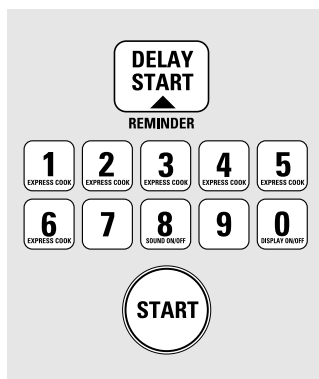 DELAY
START
REMINDER
1 2 3 4 5
EXPRESS COOK EXPRESS COOK EXPRESS COOK EXPRESS COOK EXPRESS COOK
6 7 8 9 0
EXPRESS COOK SOUND ON/OFF DISPLAY ON/OFF
START